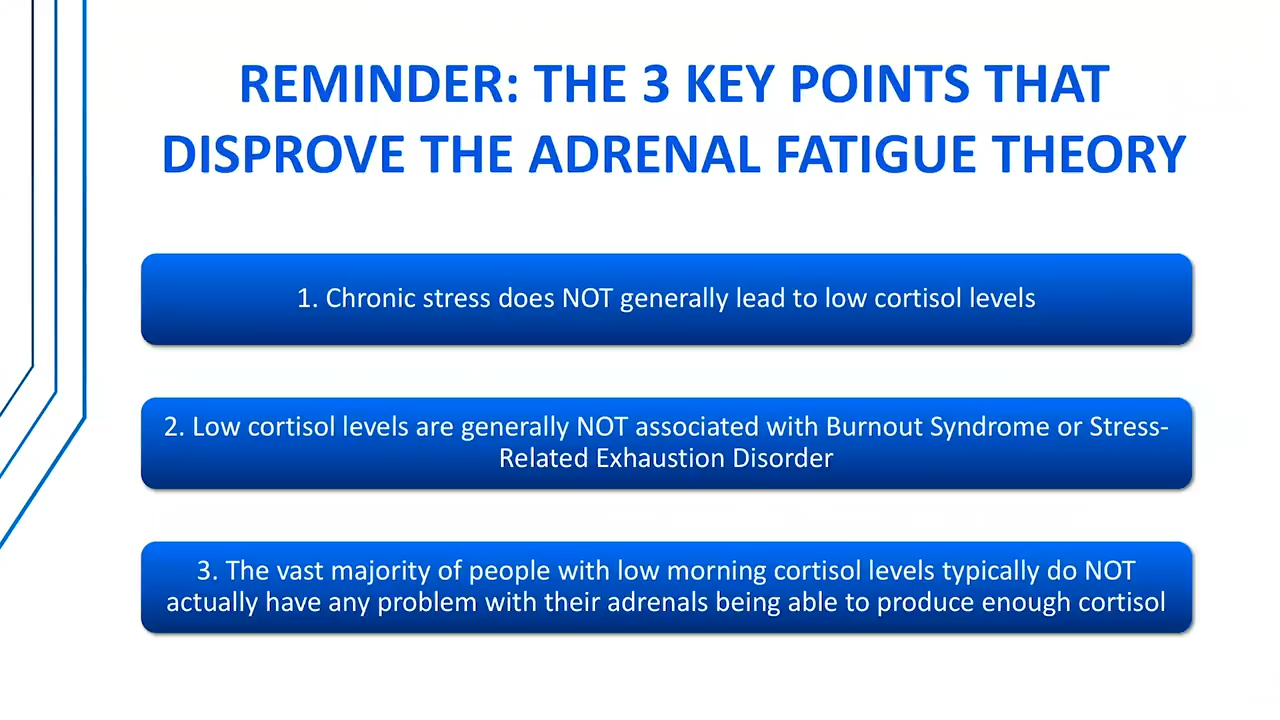 REMINDER: THE 3 KEY POINTS THAT
DISPROVE THE ADRENAL FATIGUE THEORY
1. Chronic stress does NOT generally lead to low cortisol levels
2. Low cortisol levels are generally NOT associated with Burnout Syndrome or Stress-
Related Exhaustion Disorder
3. The vast majority of people with low morning cortisol levels typically do NOT
actually have any problem with their adrenals being able to produce enough cortisol